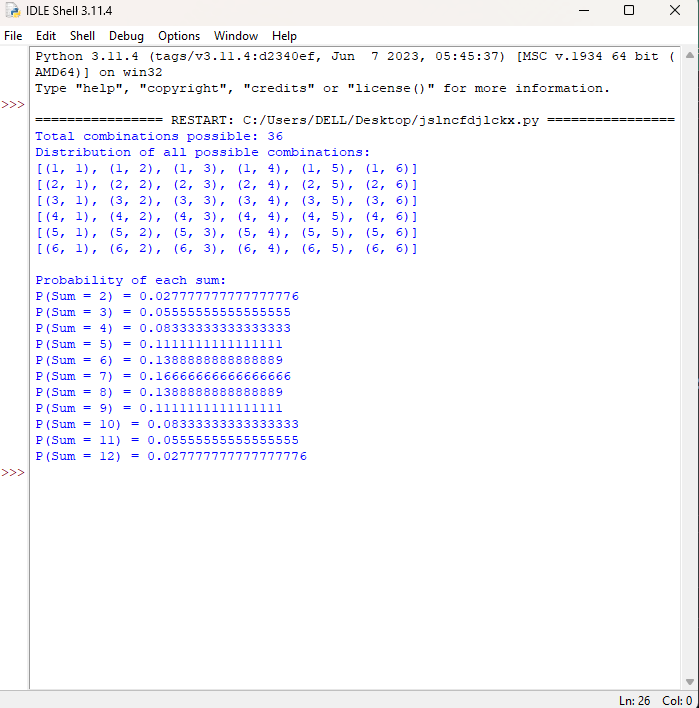 IDLE Shell 3.11.4
File Edit Shell Debug Options Window Help
Python 3.11.4 (tags/v3.11.4:d2340ef, Jun  7 2023, 05:45:37) [MSC v.1934 64 bit (
AMD64)] on win32
Type "help", "copyright", "credits" or "license()" for more information.
>>>
================ RESTART: C:/Users/DELL/Desktop/jslncfdjlckx.py ================
Total combinations possible: 36
Distribution of all possible combinations:
[(1, 1), (1, 2), (1, 3), (1, 4), (1, 5), (1, 6)]
[(2, 1), (2, 2), (2, 3), (2, 4), (2, 5), (2, 6)]
[(3, 1), (3, 2), (3, 3), (3, 4), (3, 5), (3, 6)]
[(4, 1), (4, 2), (4, 3), (4, 4), (4, 5), (4, 6)]
[(5, 1), (5, 2), (5, 3), (5, 4), (5, 5), (5, 6)]
[(6, 1), (6, 2), (6, 3), (6, 4), (6, 5), (6, 6)]
Probability of each sum:
P(Sum = 2) = 0.027777777777777776
P(Sum = 3) = 0.05555555555555555
P(Sum = 4) = 0.08333333333333333
P(Sum = 5) = 0.1111111111111111
P(Sum = 6) = 0.1388888888888889
P(Sum = 7) = 0.16666666666666666
P(Sum = 8) = 0.1388888888888889
P(Sum = 9) = 0.1111111111111111
P(Sum = 10) = 0.08333333333333333
P(Sum = 11) = 0.05555555555555555
P(Sum = 12) = 0.027777777777777776
>>>
Ln: 26 Col: 0